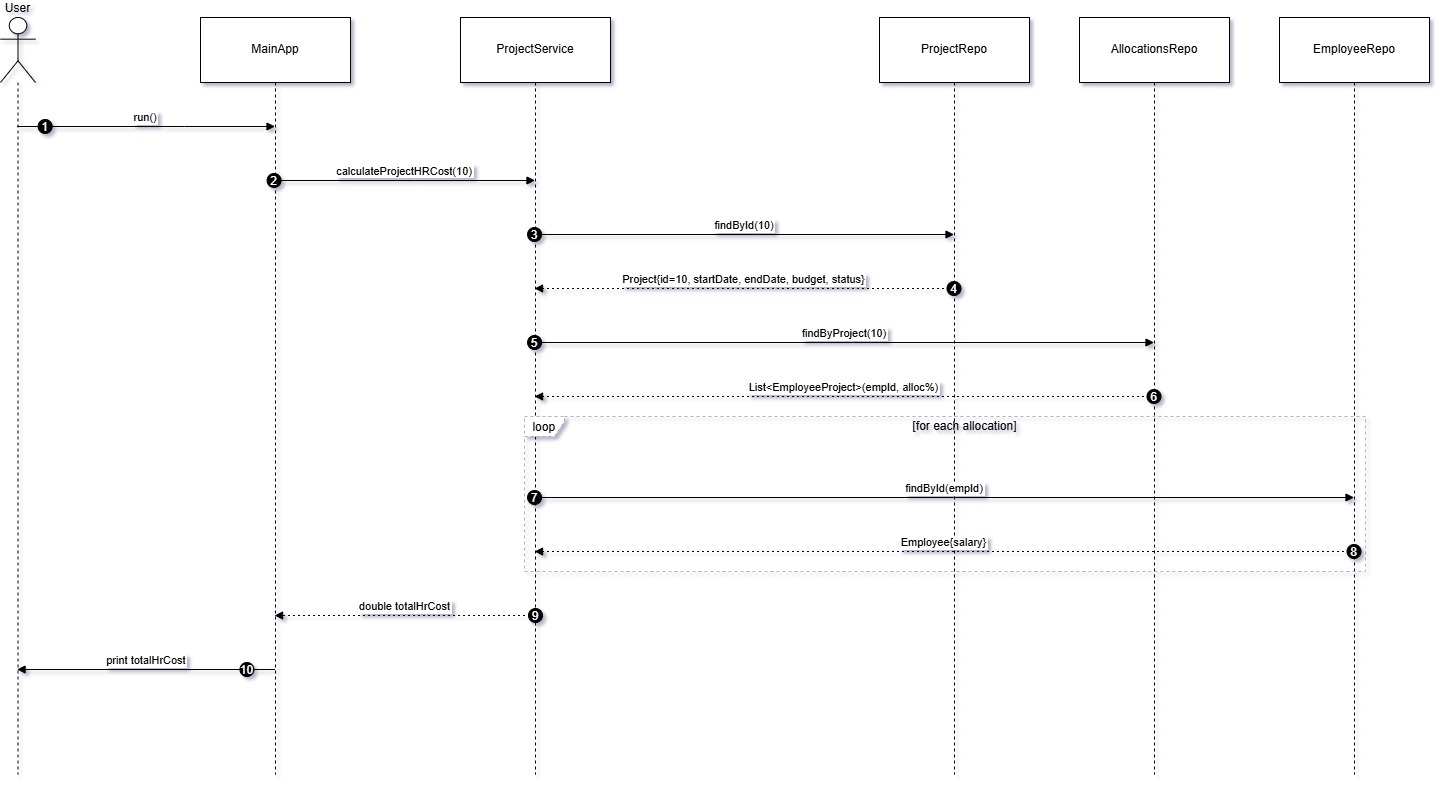 User
MainApp
ProjectService
ProjectRepo
AllocationsRepo
EmployeeRepo
1
run()
2
calculateProjectHRCost(10)
3
findById(10)
Project{id=10, startDate, endDate, budget, status}
4
5
findByProject(10)
List<EmployeeProject>(empId, alloc%)
6
loop
[for each allocation]
7
findById(empId)
Employee{salary}
8
double totalHrCost
9
print totalHrCost
10